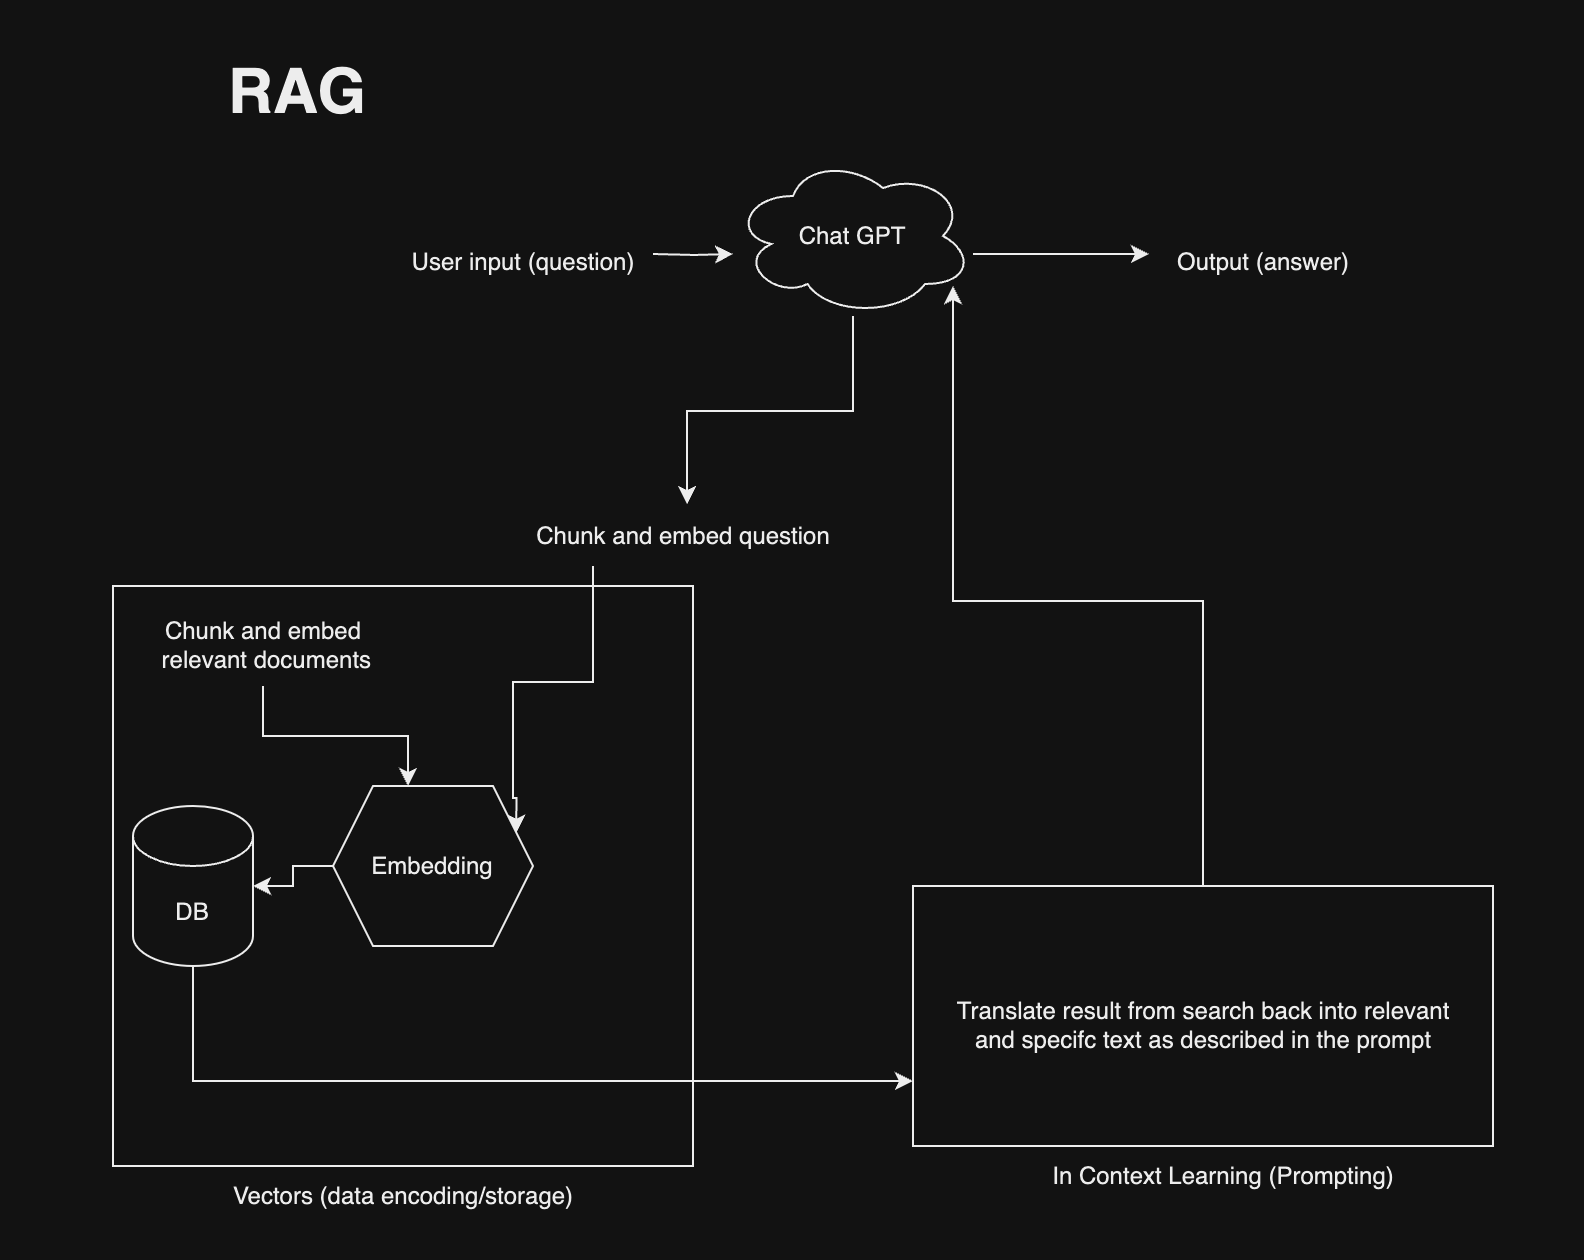 RAG
Chat GPT
User input (question)
Output (answer)
Chunk and embed question
Chunk and embed
relevant documents
Embedding
DB
Translate result from search back into relevant
and specifc text as described in the prompt
In Context Learning (Prompting)
Vectors (data encoding/storage)